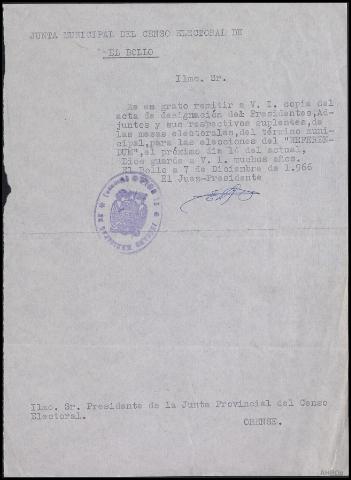 JUNTA MUNICIPAL DEL CENSO ELECTORAL DE
EL BOLLO
Ilmo. Sr.
Me es grato remitir a V. I. copia del
acta de designación del Presidentes,Ad-
juntos y sus respectivos suplentes,de
las mesas electorales,del término muni-
cipal,para las elecciones del "REFEREN-
DUM",el próximo día 14 del actual,
Dios guarde a V. I. muchos años.
El Bollo a 7 de Diciembre de 1.966
El Juez-Presidente
JUZGADO
Ilmo. Sr. Presidente de la Junta Provincial del Censo
Electoral.
ORENSE.